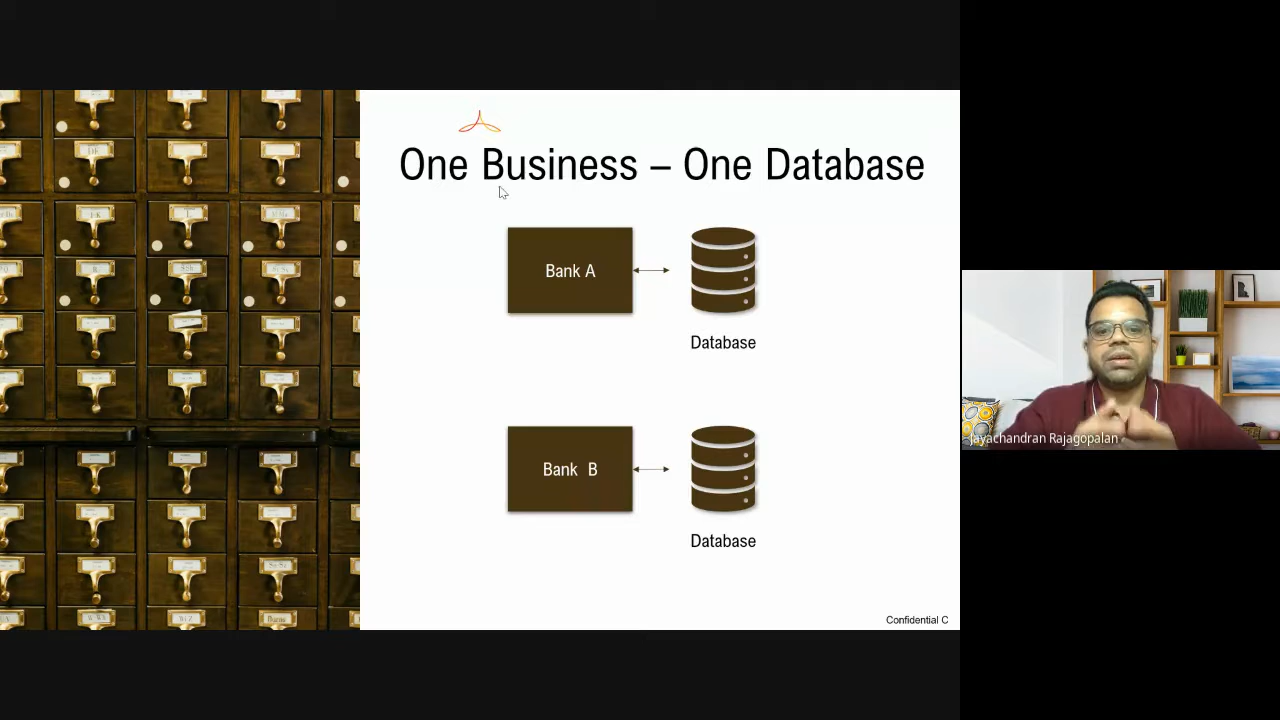 One Business – One Database
Bank A
Database
Bank  B
Database
Confidential C
Jayachandran Rajagopalan